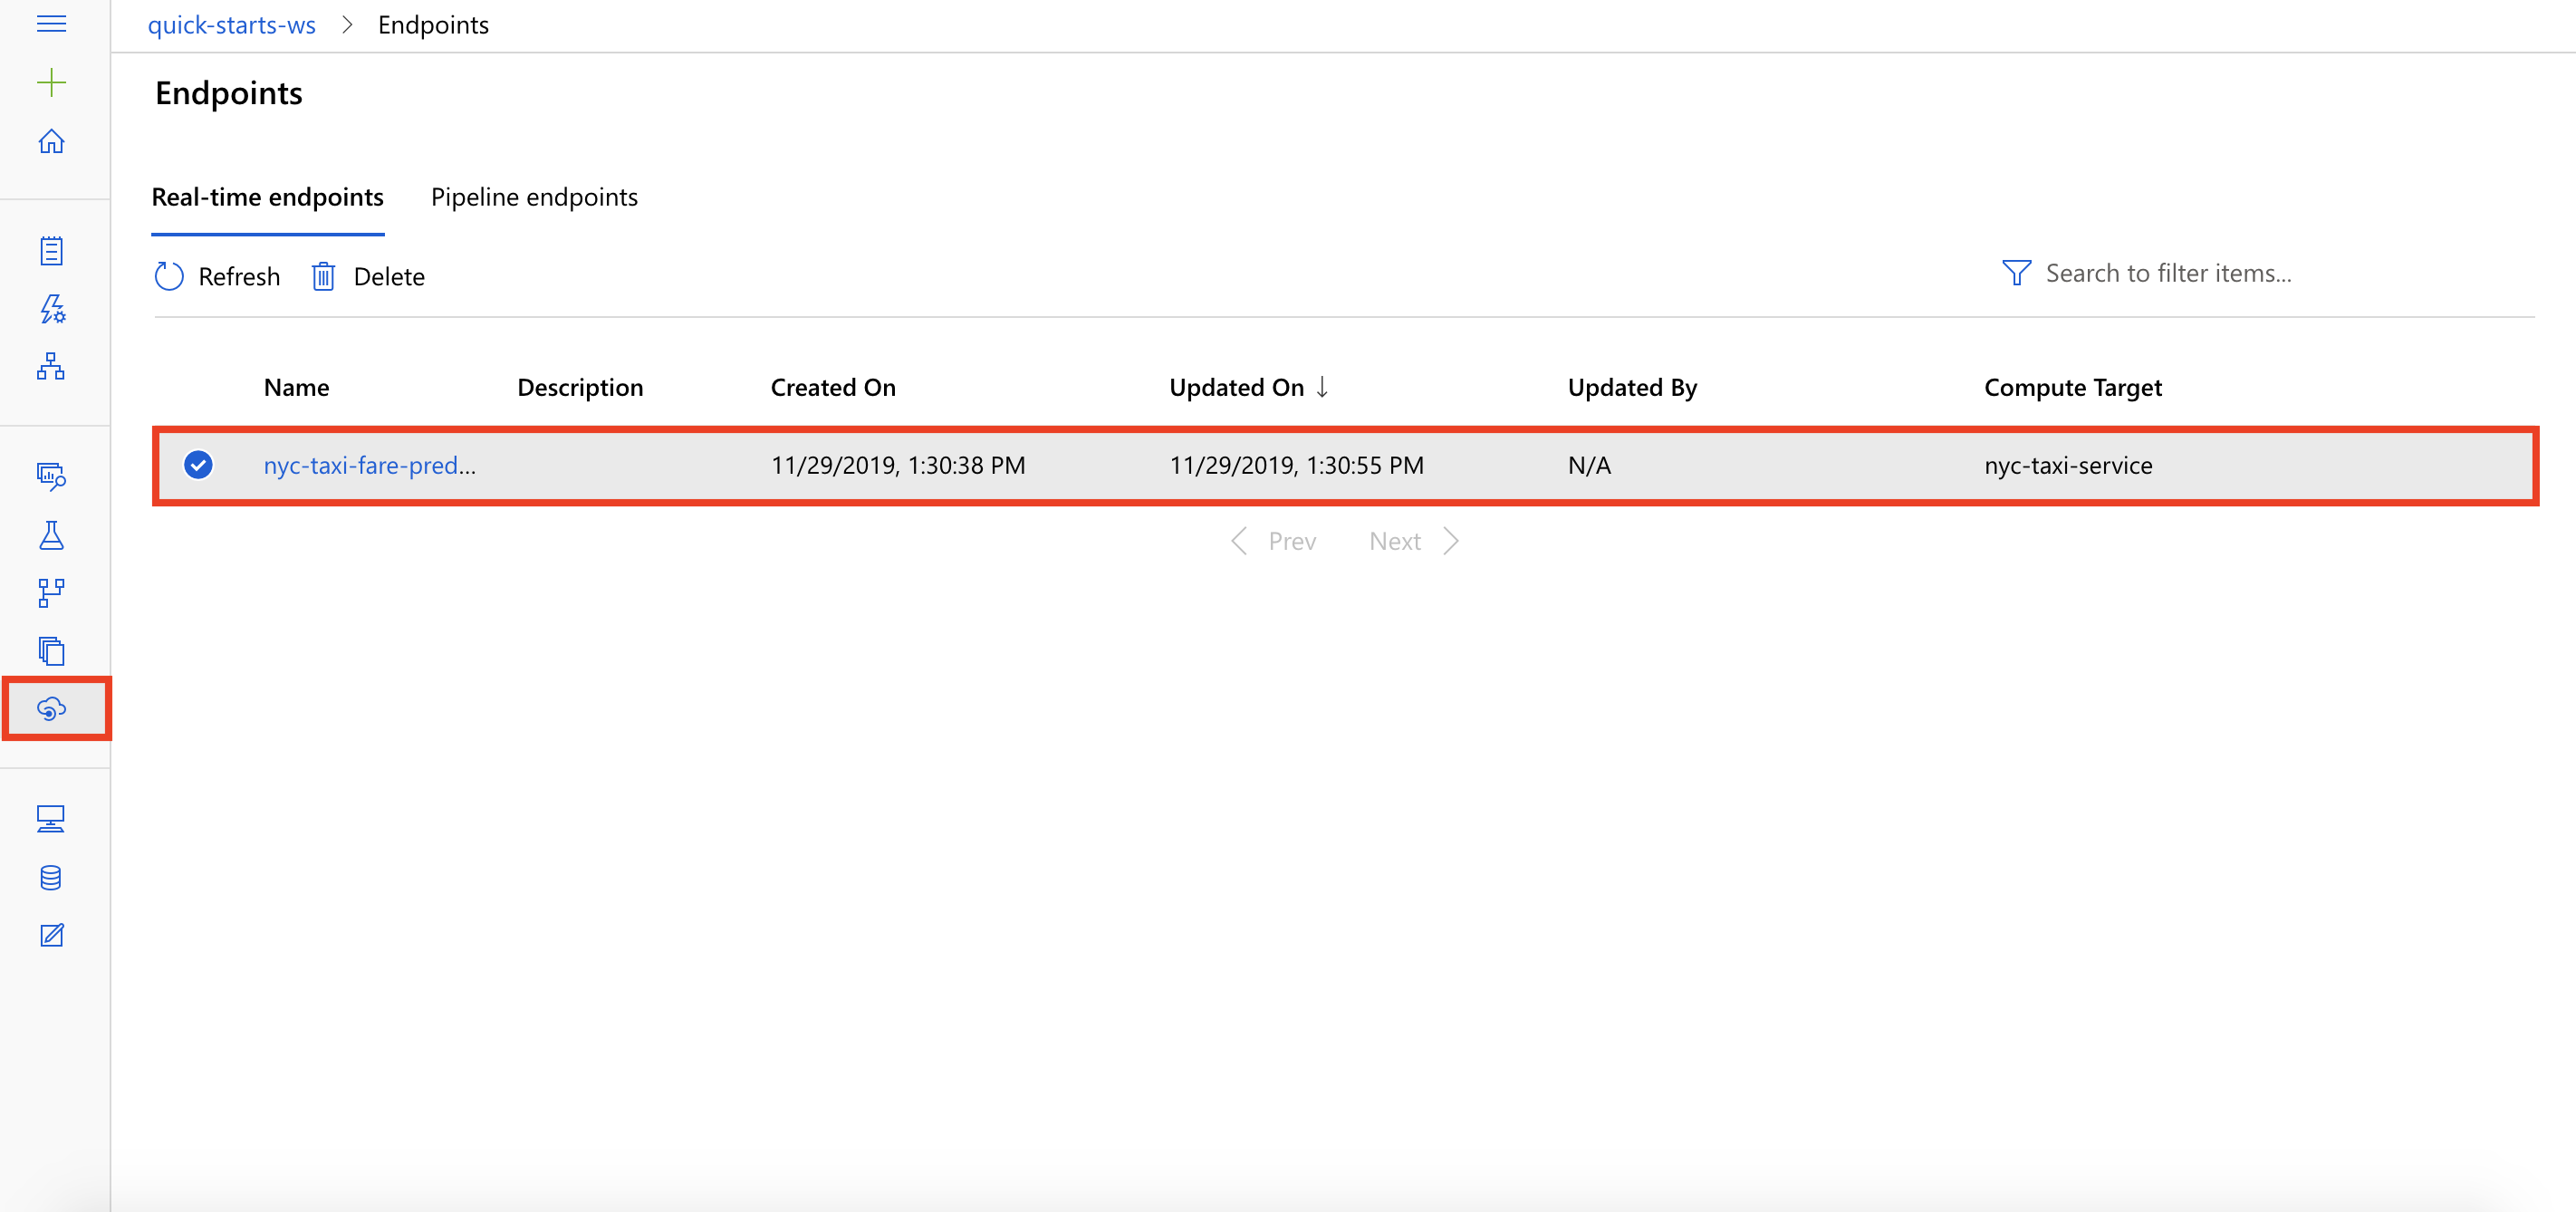 quick-starts-ws > Endpoints
Endpoints
Real-time endpoints Pipeline endpoints
Refresh Delete Search to filter items...
Name Description Created On Updated On ↓ Updated By Compute Target
nyc-taxi-fare-pred... 11/29/2019, 1:30:38 PM 11/29/2019, 1:30:55 PM N/A nyc-taxi-service
Prev Next